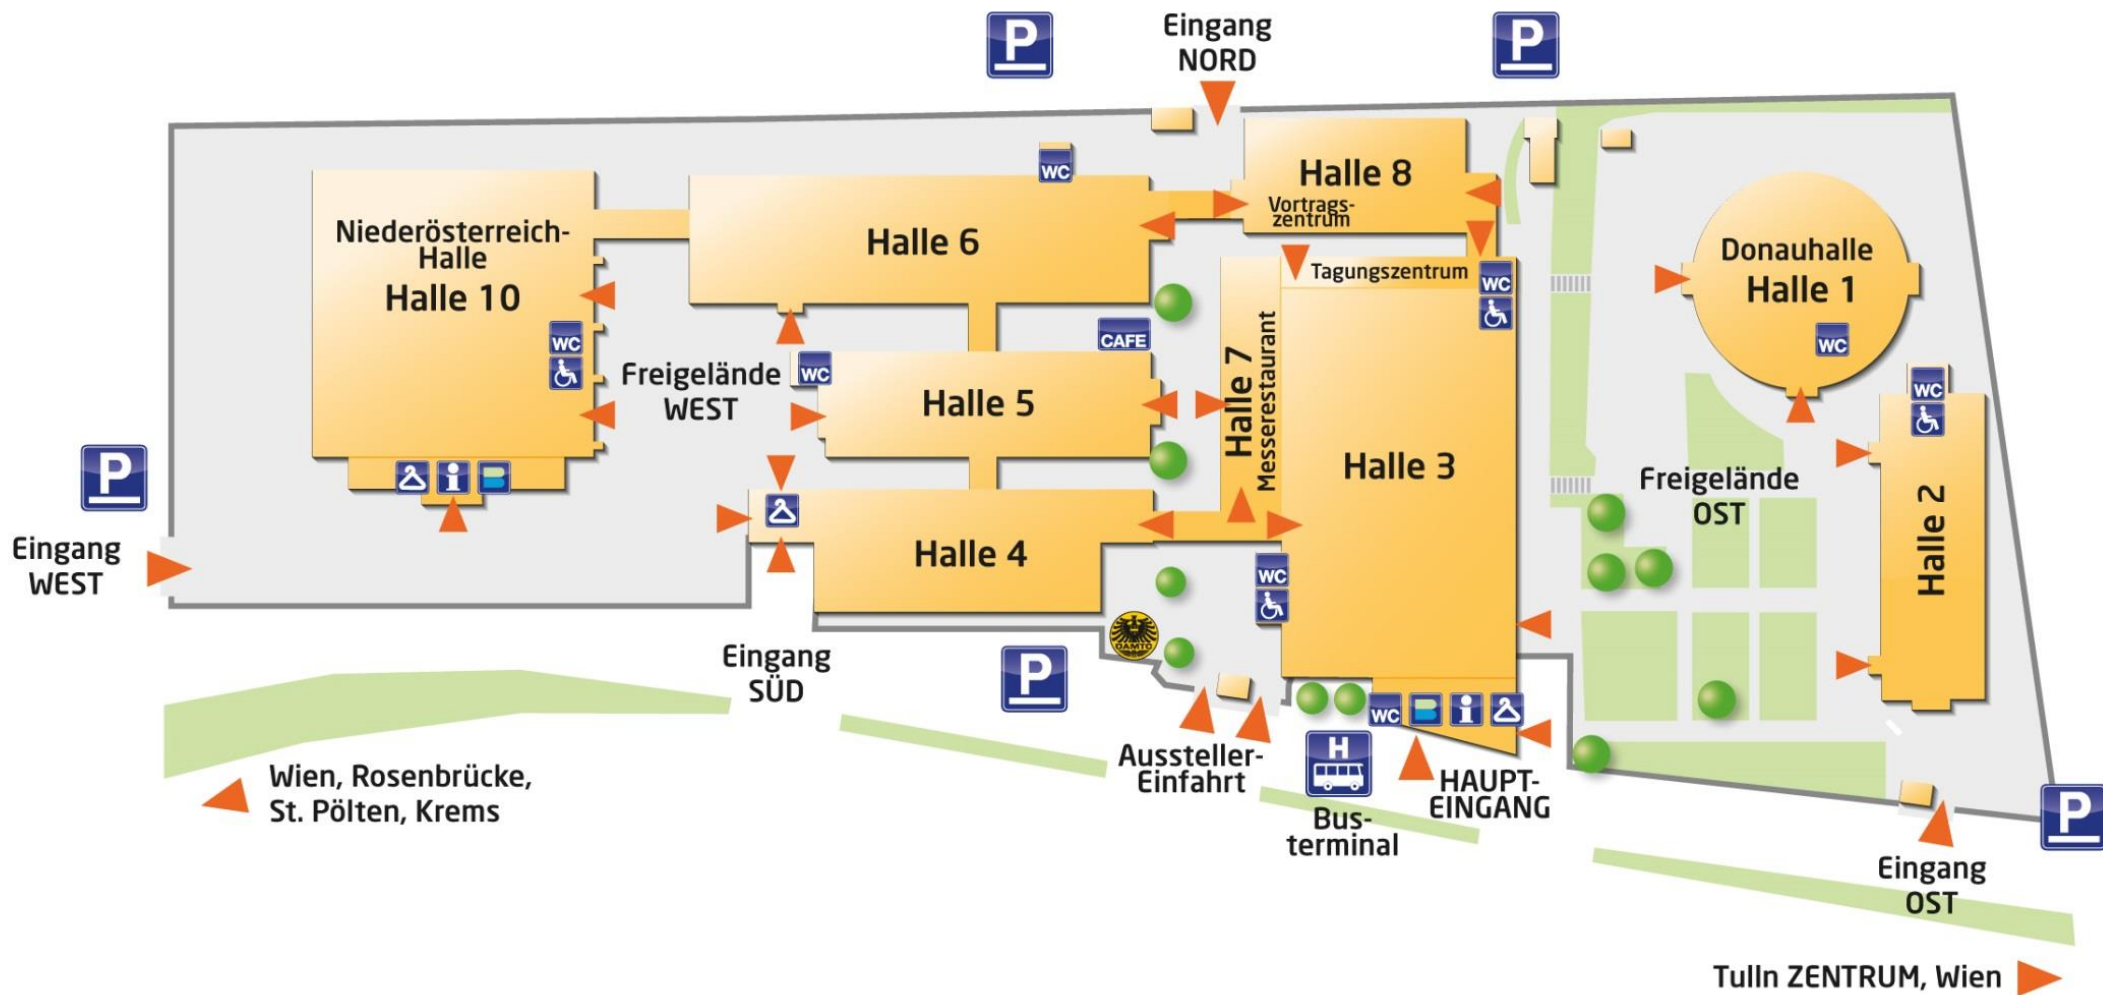 P
Eingang
NORD
P
WC
Halle 8
Vortrags-
zentrum
Niederösterreich-
Halle
Halle 10
Halle 6
Tagungszentrum
WC
Donauhalle
Halle 1
WC
WC
CAFE
Freigelände
WEST
WC
Halle 5
Halle 7
Messerestaurant
Halle 3
WC
P
i
Freigelände
OST
Halle 2
Eingang
WEST
Halle 4
WC
ÖAMTC
Eingang
SÜD
P
WC
i
Aussteller-
Einfahrt
H
Bus-
terminal
HAUPT-
EINGANG
Wien, Rosenbrücke,
St. Pölten, Krems
P
Eingang
OST
Tulln ZENTRUM, Wien